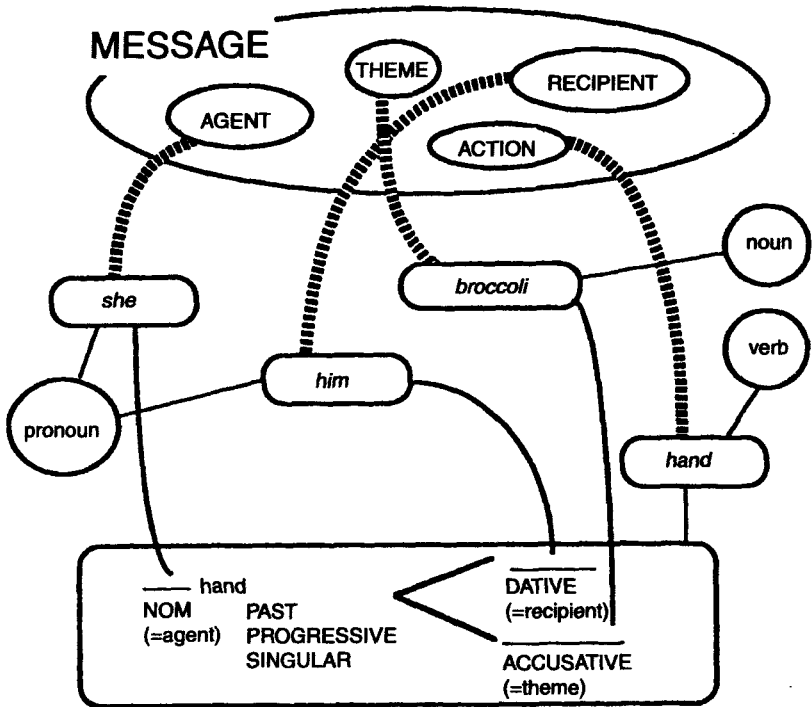 MESSAGE
THEME
RECIPIENT
AGENT
ACTION
noun
she
broccoli
verb
him
pronoun
hand
___ hand
NOM
(=agent)
PAST
PROGRESSIVE
SINGULAR
DATIVE
(=recipient)
ACCUSATIVE
(=theme)